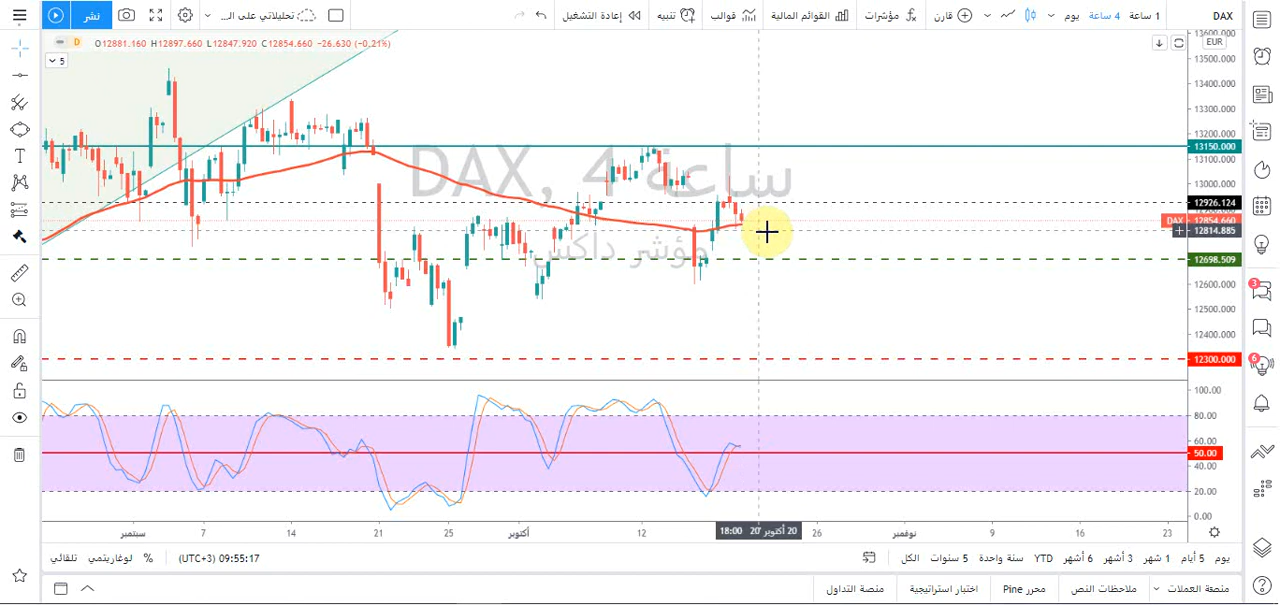 DAX
1 ساعة
4 ساعة
يوم
قارن
مؤشرات
القوائم المالية
قوالب
تنبيه
إعادة التشغيل
تحليلاتي على الـ...
نشر
D O12881.160 H12897.660 L12847.920 C12854.660 -26.630 (-0.21%)
5
EUR
DAX, 4 ساعة
مؤشر داكس
13600.000
13500.000
13400.000
13300.000
13200.000
13150.000
13100.000
13000.000
12926.124
DAX 12854.660
12814.885
12698.509
12600.000
12500.000
12400.000
12300.000
100.00
80.00
60.00
50.00
40.00
20.00
0.00
سبتمبر
7
14
21
25
أكتوبر
12
20 أكتوبر '20 18:00
26
نوفمبر
9
16
23
3
6
يوم
5 أيام
1 شهر
3 أشهر
6 أشهر
YTD
سنة واحدة
5 سنوات
الكل
09:55:17 (UTC+3)
%
لوغاريتمي
تلقائي
منصة العملات
ملاحظات النص
محرر Pine
اختبار استراتيجية
منصة التداول